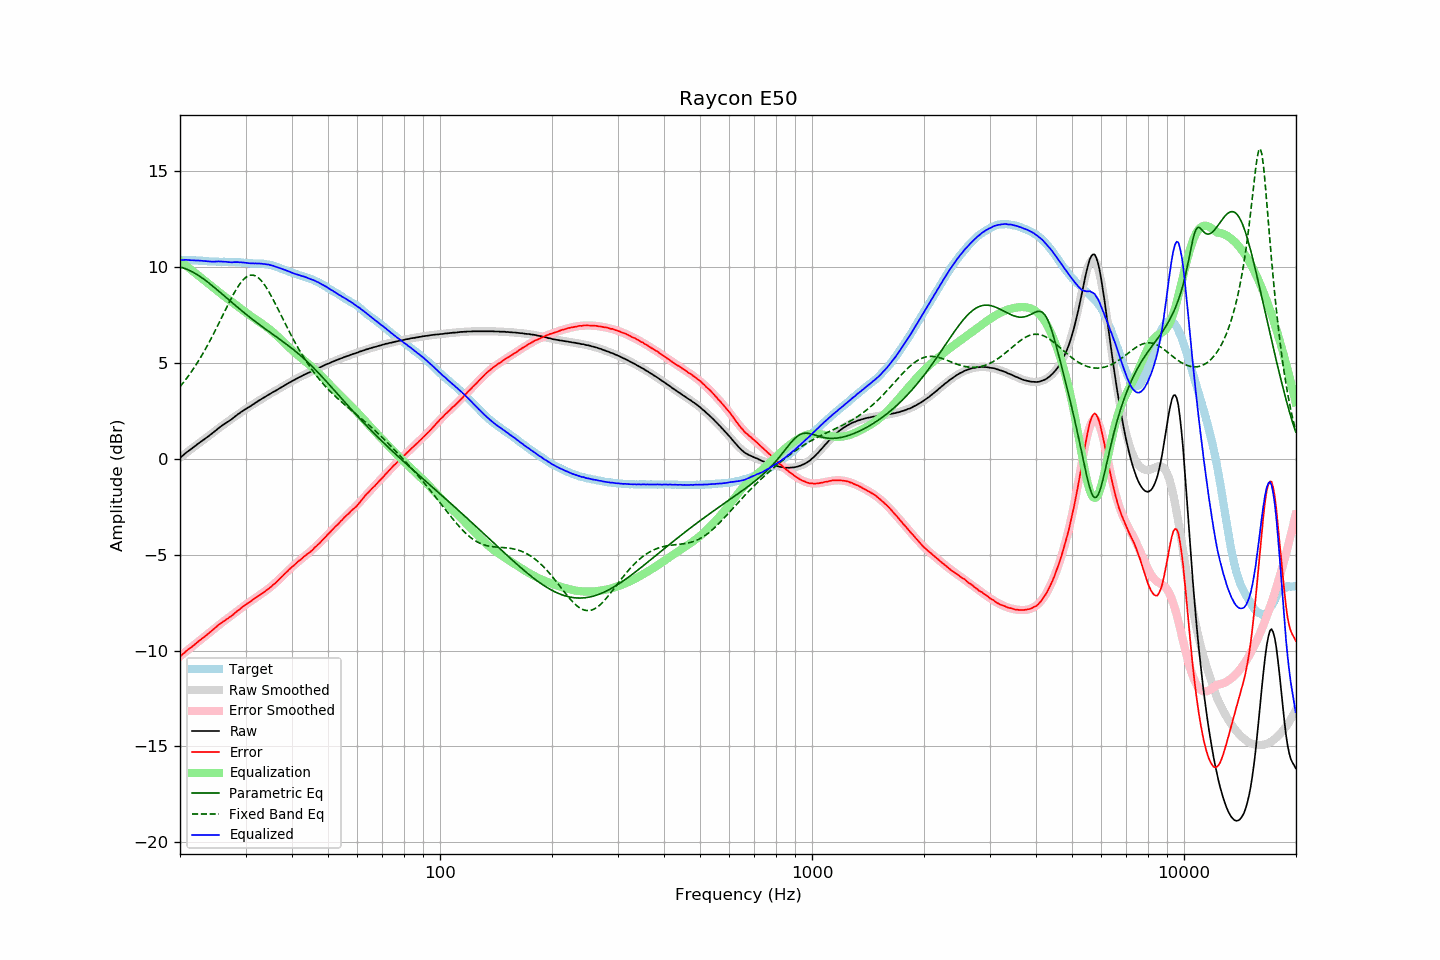 Raycon E50
Amplitude (dBr)
15
10
5
0
−5
−10
−15
−20
Target
Raw Smoothed
Error Smoothed
Raw
Error
Equalization
Parametric Eq
Fixed Band Eq
Equalized
100 1000 10000
Frequency (Hz)